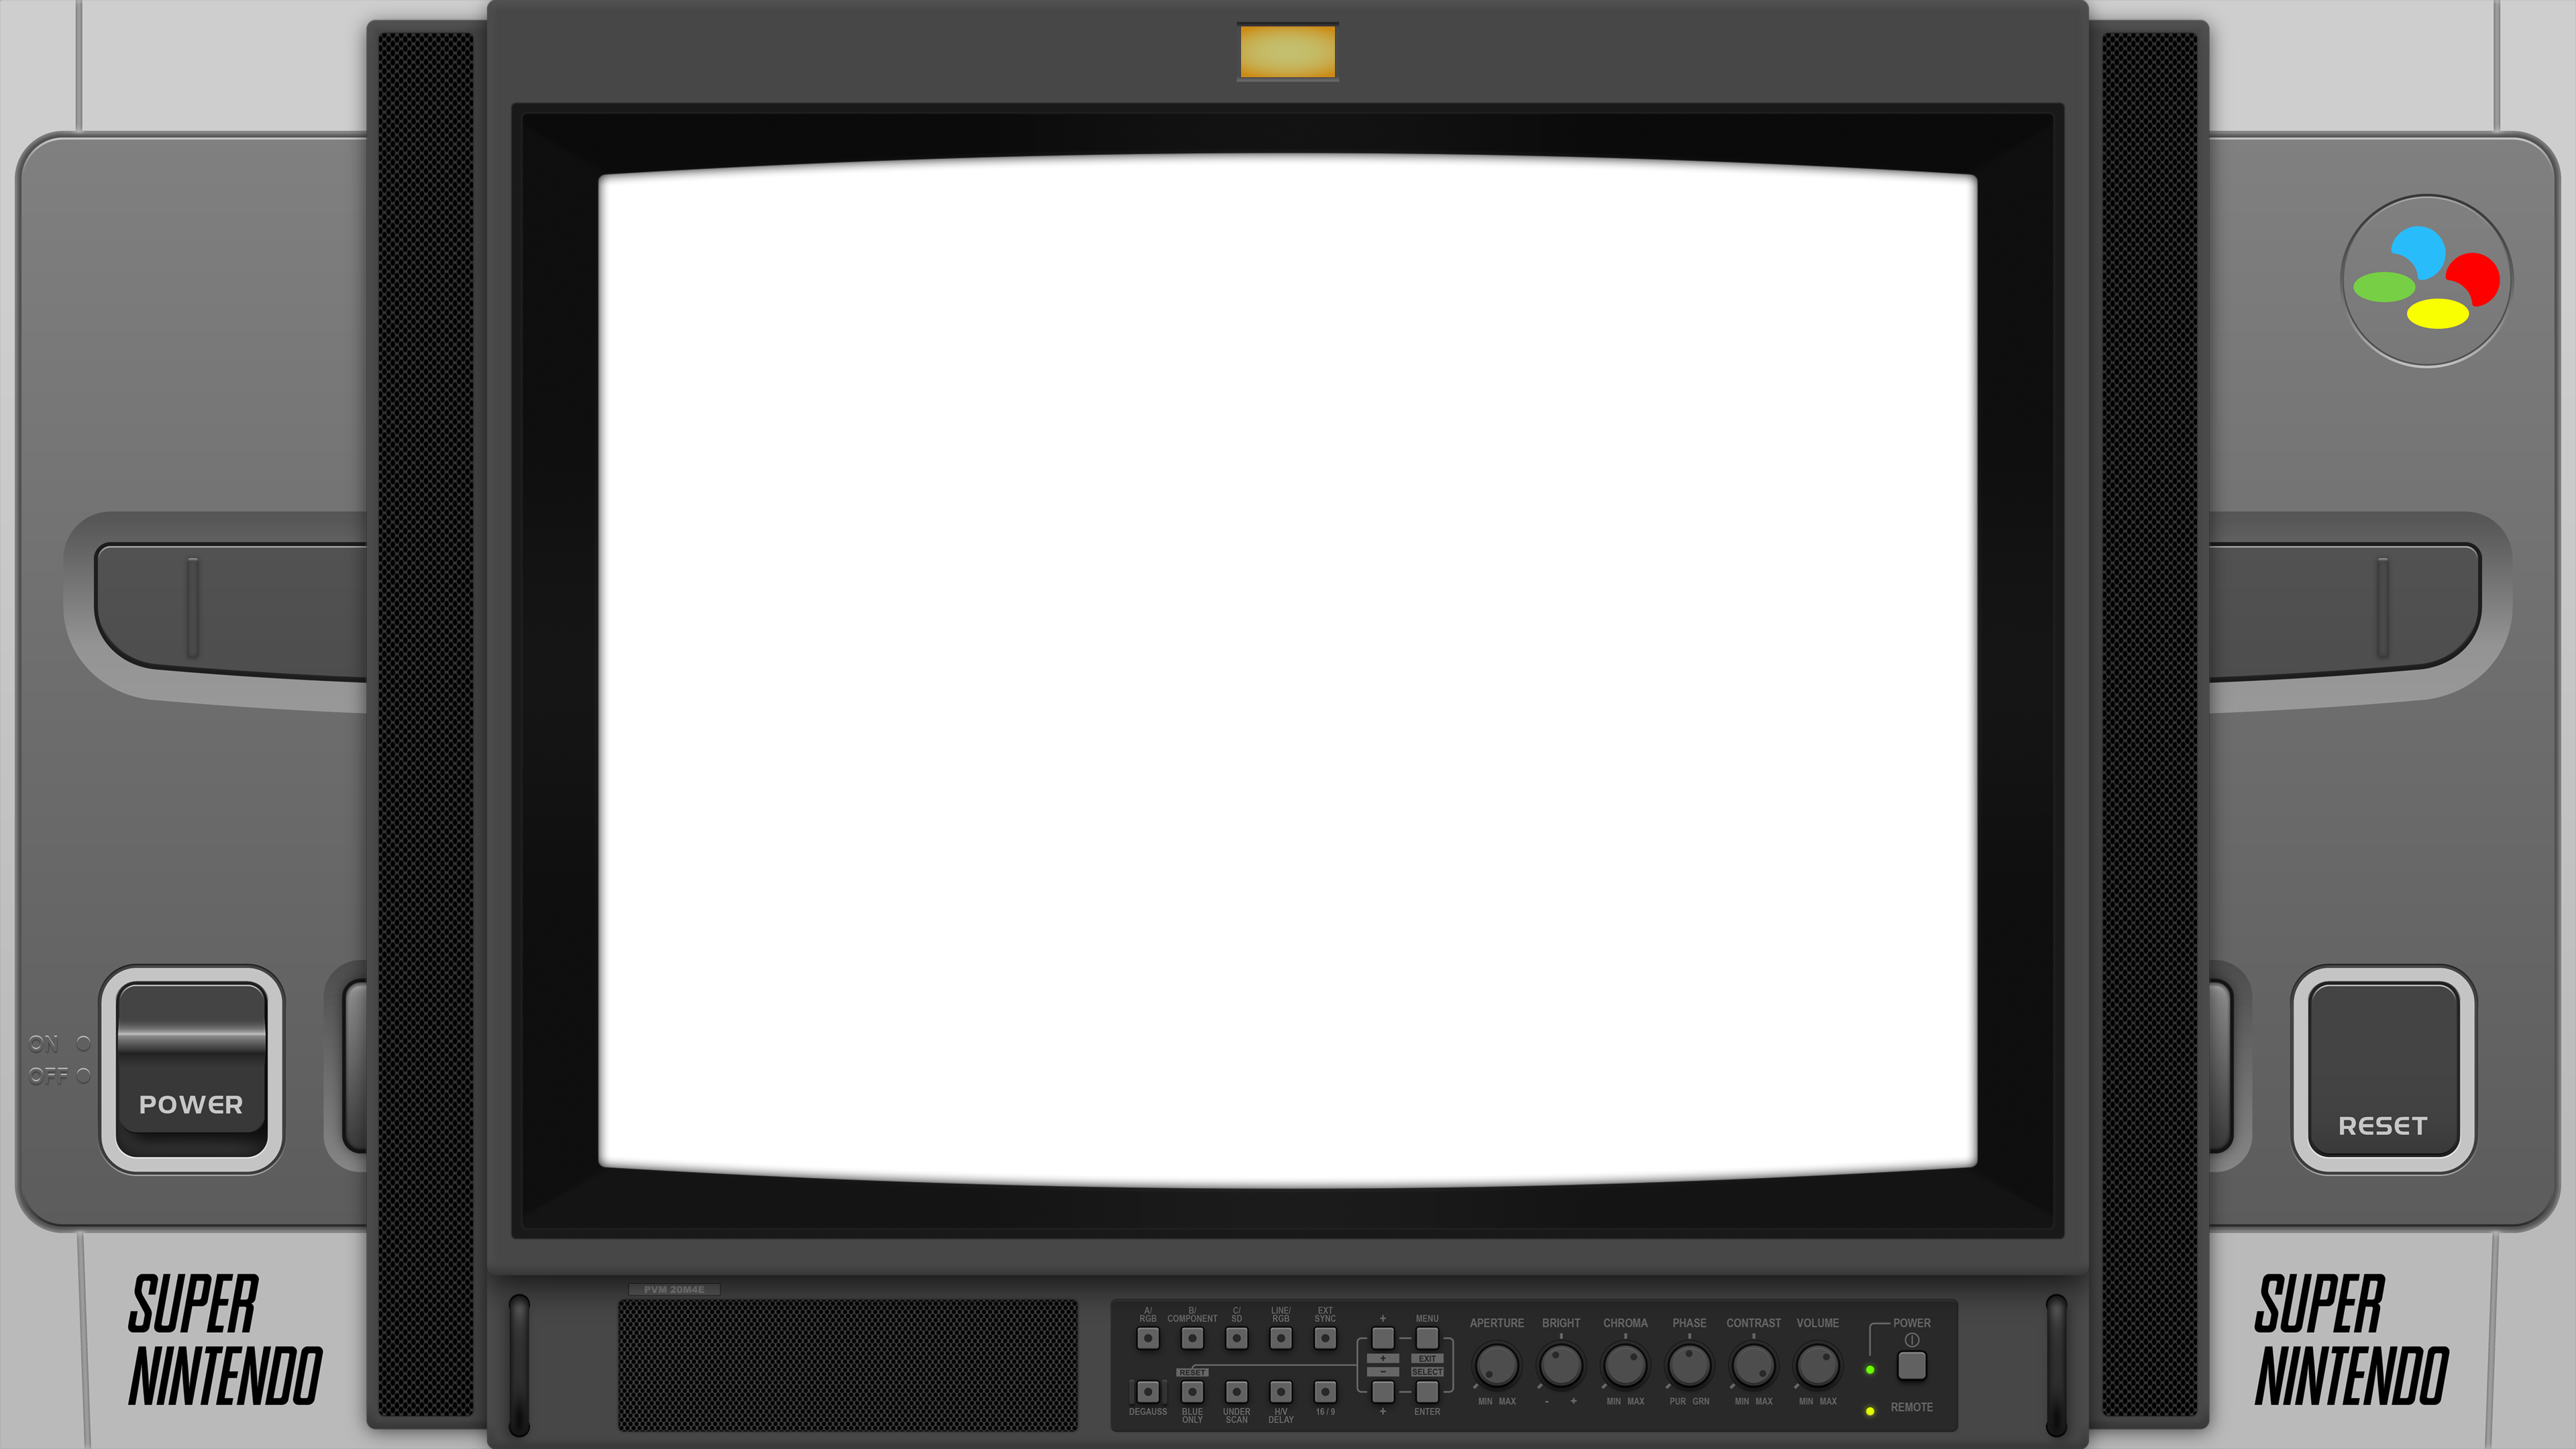 ON
OFF
POWER
RESET
SUPER
NINTENDO
SUPER
NINTENDO
PVM 20M4E
A/
RGB
B/
COMPONENT
C/
SD
LINE/
RGB
EXT
SYNC
+
MENU
+
EXIT
RESET
−
SELECT
DEGAUSS
BLUE
ONLY
UNDER
SCAN
H/V
DELAY
16 / 9
+
ENTER
APERTURE
BRIGHT
CHROMA
PHASE
CONTRAST
VOLUME
MIN MAX
- +
MIN MAX
PUR GRN
MIN MAX
MIN MAX
POWER
REMOTE